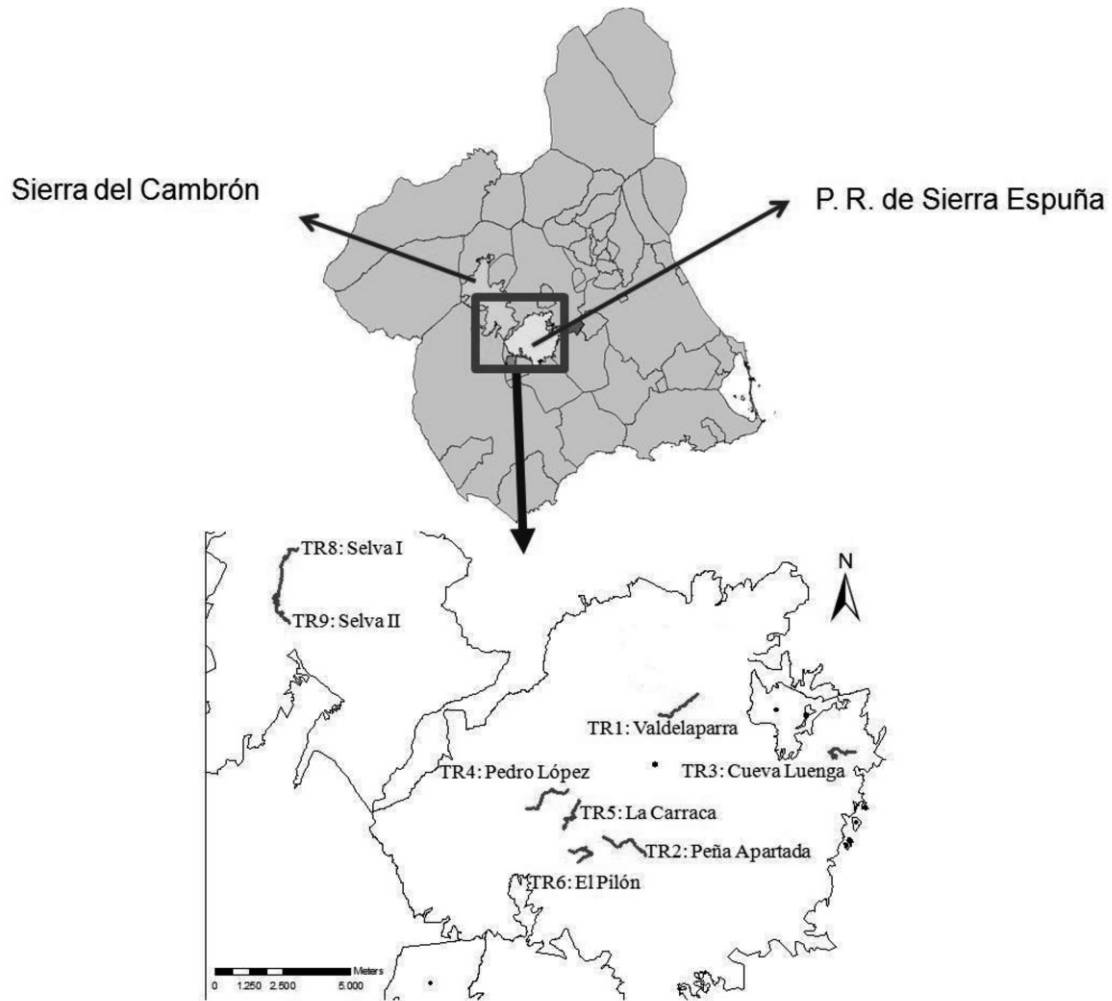 Sierra del Cambrón
P. R. de Sierra Espuña
TR8: Selva I
N
TR9: Selva II
TR1: Valdelaparra
TR4: Pedro López
TR3: Cueva Luenga
TR5: La Carraca
TR2: Peña Apartada
TR6: El Pilón
Meters
0 1.250 2.500 5.000